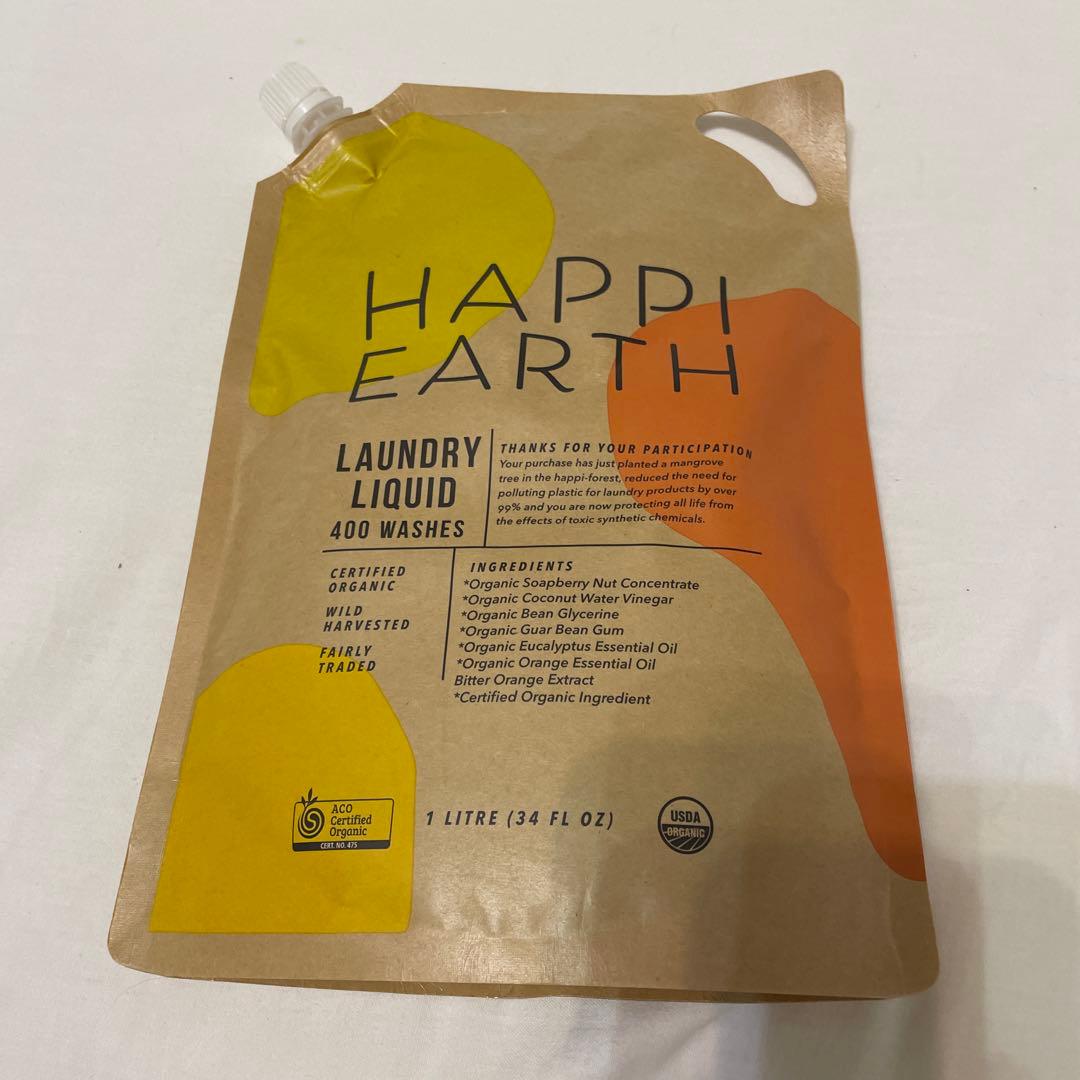 HAPPI
EARTH
LAUNDRY
LIQUID
400 WASHES
THANKS FOR YOUR PARTICIPATION
Your purchase has just planted a mangrove
tree in the happi-forest, reduced the need for
polluting plastic for laundry products by over
99% and you are now protecting all life from
the effects of toxic synthetic chemicals.
CERTIFIED
ORGANIC
WILD
HARVESTED
FAIRLY
TRADED
INGREDIENTS
*Organic Soapberry Nut Concentrate
*Organic Coconut Water Vinegar
*Organic Bean Glycerine
*Organic Guar Bean Gum
*Organic Eucalyptus Essential Oil
*Organic Orange Essential Oil
Bitter Orange Extract
*Certified Organic Ingredient
ACO
Certified
Organic
CERT. NO. 475
1 LITRE (34 FL OZ)
USDA
ORGANIC